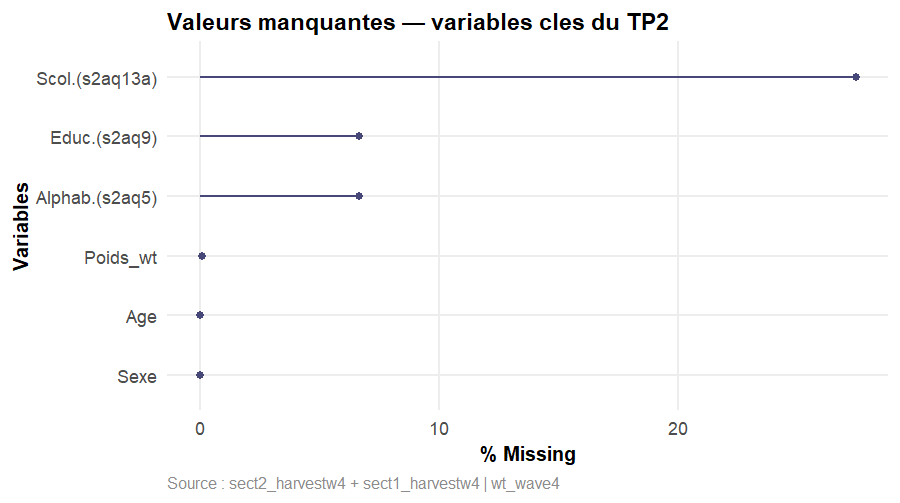 Valeurs manquantes — variables cles du TP2
Scol.(s2aq13a)
Educ.(s2aq9)
Alphab.(s2aq5)
Poids_wt
Age
Sexe
Variables
0 10 20
% Missing
Source : sect2_harvestw4 + sect1_harvestw4 | wt_wave4